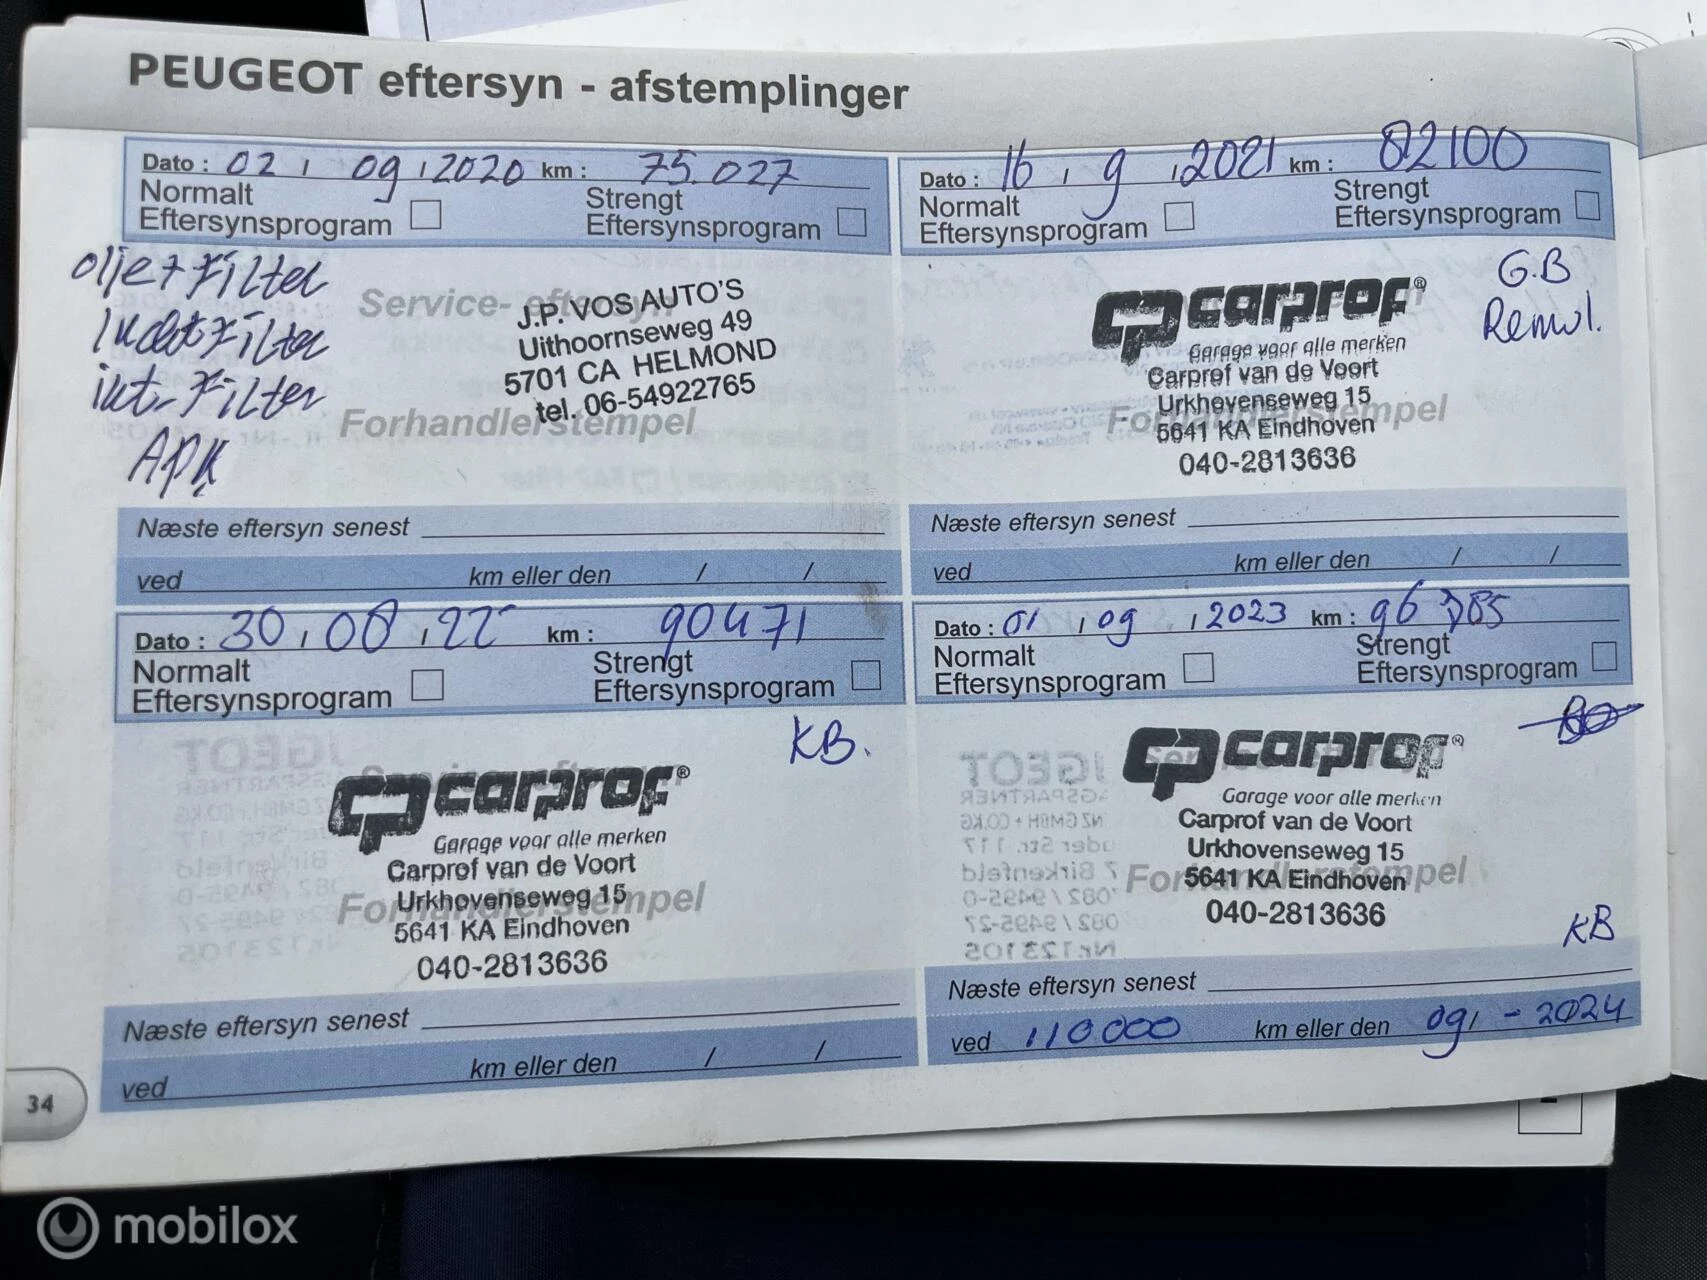 PEUGEOT eftersyn - afstemplinger
Dato : 02 / 09 / 2020 km : 75.027
Normalt Eftersynsprogram
Strengt Eftersynsprogram
olie + Filter
Lucht Filter
int. Filter
APK
Service- eftersyn
J.P. VOS AUTO'S
Uithoornseweg 49
5701 CA HELMOND
tel. 06-54922765
Forhandlerstempel
Næste eftersyn senest
ved km eller den / /
Dato : 16 / 9 / 2021 km : 82100
Normalt Eftersynsprogram
Strengt Eftersynsprogram
G.B
Remvl.
carprof®
Garage voor alle merken
Carprof van de Voort
Urkhovenseweg 15
5641 KA Eindhoven
040-2813636
Forhandlerstempel
Næste eftersyn senest
ved km eller den / /
Dato : 30 / 08 / 22 km : 90471
Normalt Eftersynsprogram
Strengt Eftersynsprogram
KB.
carprof®
Garage voor alle merken
Carprof van de Voort
Urkhovenseweg 15
5641 KA Eindhoven
040-2813636
Forhandlerstempel
Næste eftersyn senest
ved km eller den / /
Dato : 01 / 09 / 2023 km :
Normalt Eftersynsprogram
Strengt Eftersynsprogram
carprof®
Garage voor alle merken
Carprof van de Voort
Urkhovenseweg 15
5641 KA Eindhoven
040-2813636
Forhandlerstempel
KB
Næste eftersyn senest
ved 110.000 km eller den 09 / - 2024
34
mobilox